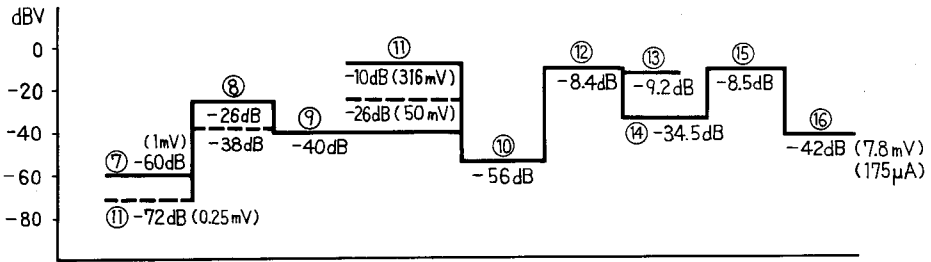 dBV
0
-20
-40
-60
-80
⑦ -60dB
(1mV)
⑪ -72dB (0.25mV)
⑧
-26dB
-38dB
⑨
-40dB
⑪
-10dB (316mV)
-26dB (50mV)
⑩
-56dB
⑫
-8.4dB
⑬
-9.2dB
⑭ -34.5dB
⑮
-8.5dB
⑯
-42dB (7.8mV)
(175μA)